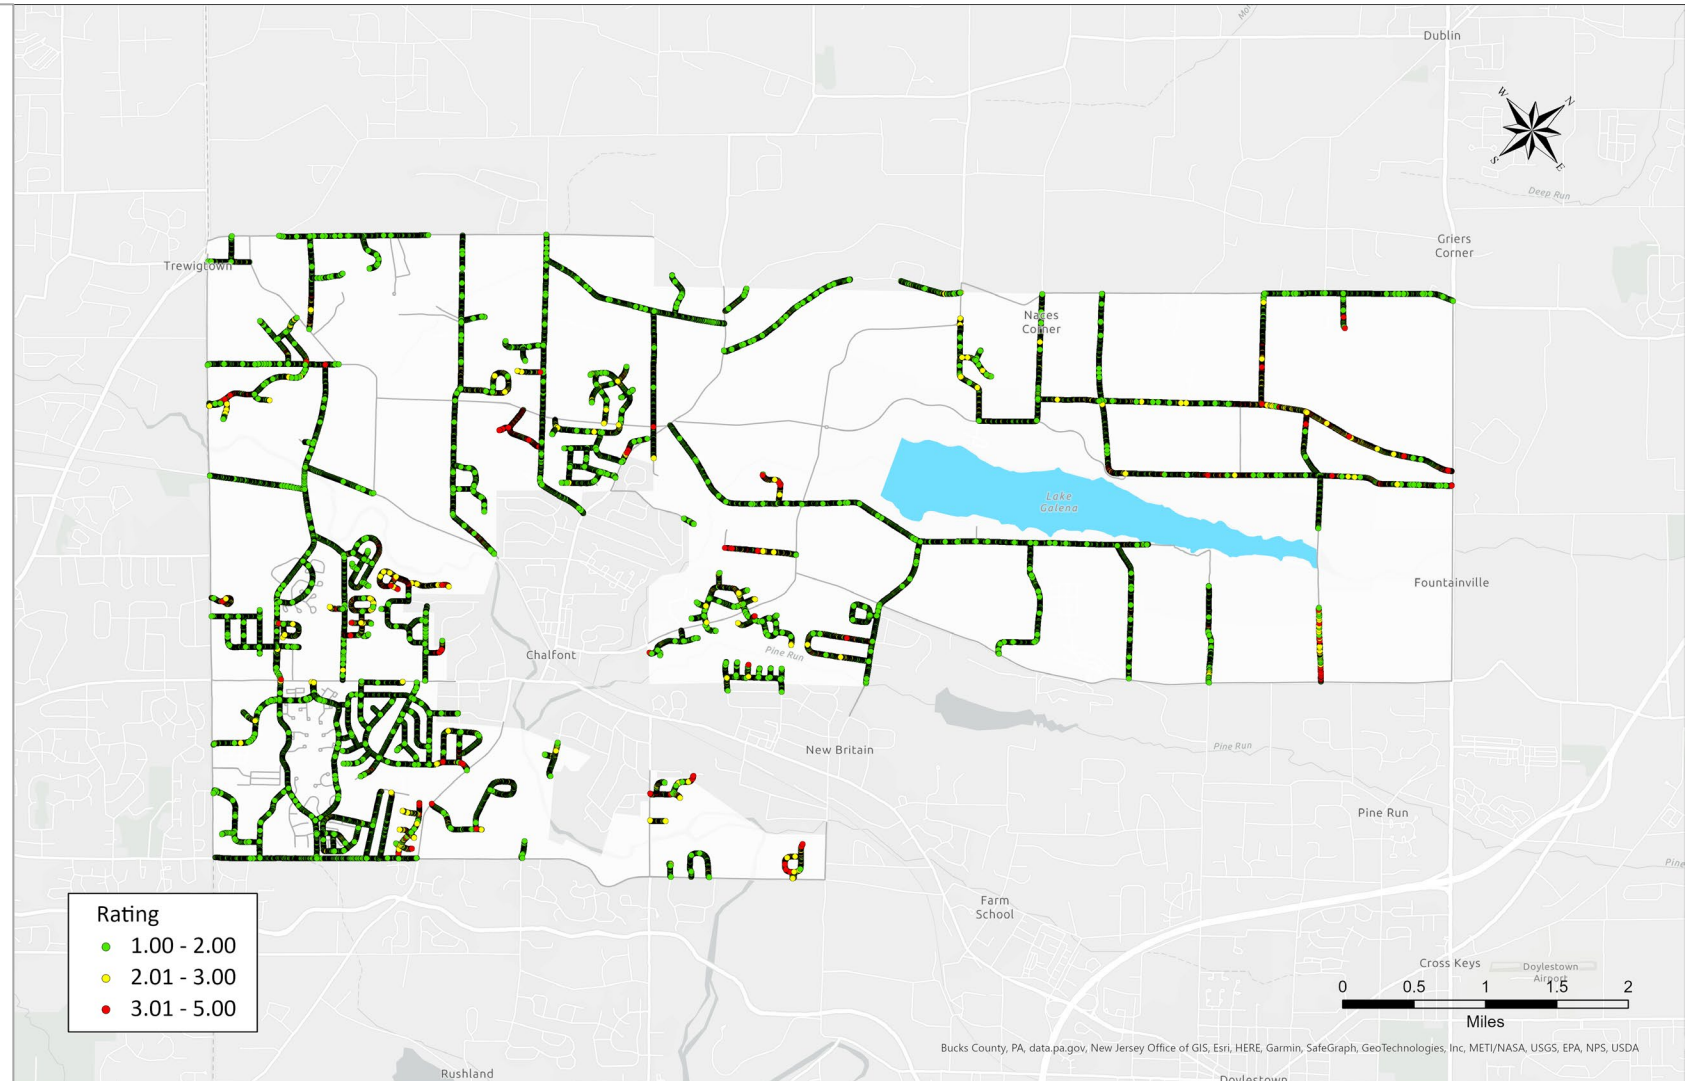 Dublin
W
N
S
E
Deep Run
Griers
Corner
Trewigtown
Naces
Corner
Lake
Galena
Fountainville
Chalfont
Pine Run
New Britain
Pine Run
Pine Run
Farm
School
Cross Keys
Doylestown
Airport
Rating
1.00 - 2.00
2.01 - 3.00
3.01 - 5.00
0 0.5 1 1.5 2
Miles
Bucks County, PA, data.pa.gov, New Jersey Office of GIS, Esri, HERE, Garmin, SafeGraph, GeoTechnologies, Inc, METI/NASA, USGS, EPA, NPS, USDA
Rushland
Doylestown